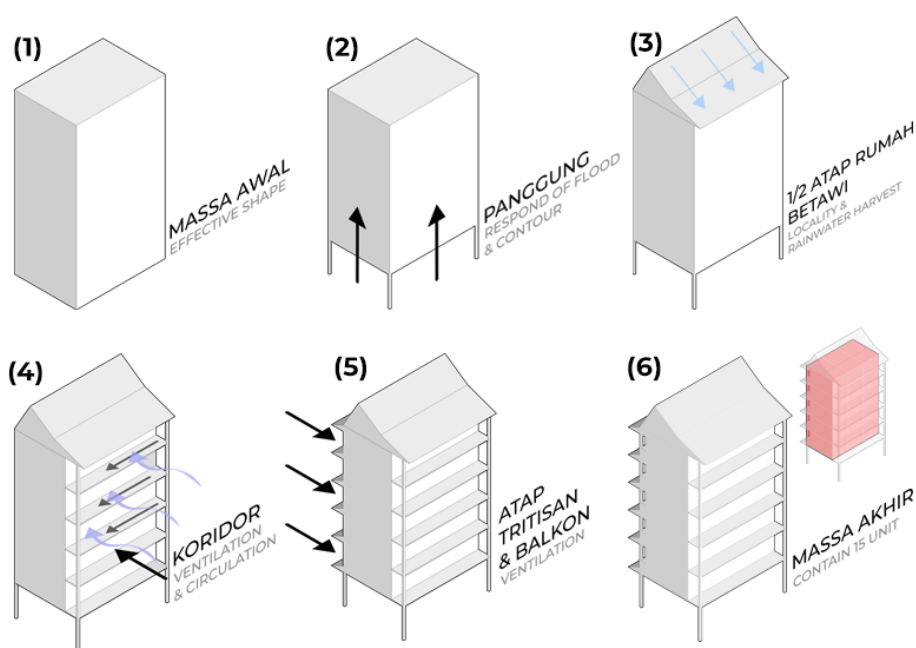 (1)
MASSA AWAL
EFFECTIVE SHAPE
(2)
PANGGUNG
RESPOND OF FLOOD
& CONTOUR
(3)
1/2 ATAP RUMAH
BETAWI
LOCALITY &
RAINWATER HARVEST
(4)
KORIDOR
VENTILATION
& CIRCULATION
(5)
ATAP
TRITISAN
& BALKON
VENTILATION
(6)
MASSA AKHIR
CONTAIN 15 UNIT